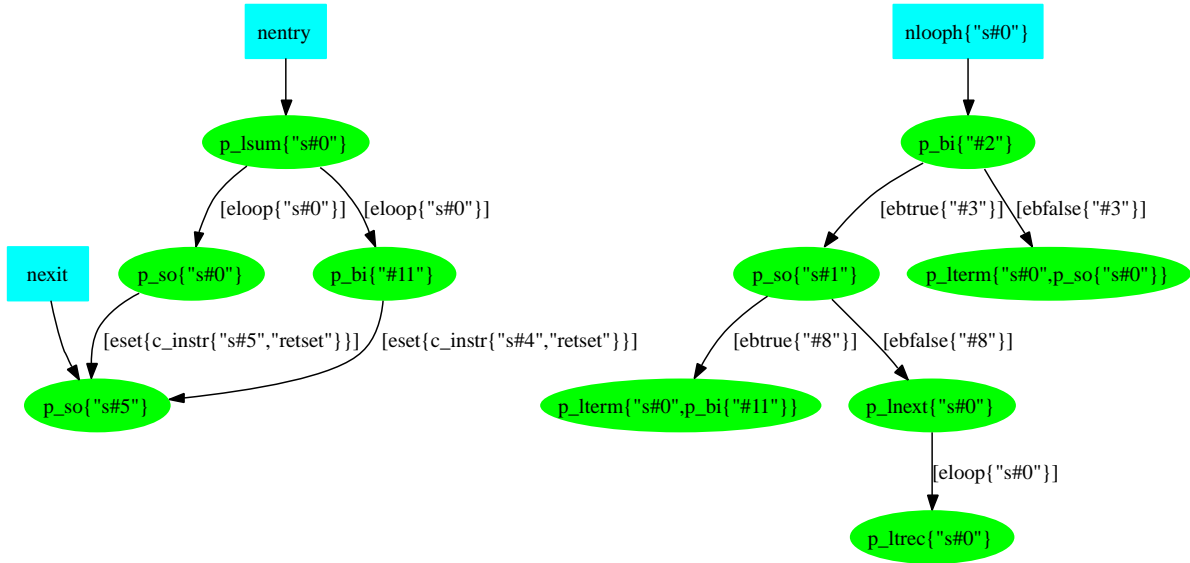 nentry
nlooph{"s#0"}
p_lsum{"s#0"}
p_bi{"#2"}
[eloop{"s#0"}]
[eloop{"s#0"}]
[ebtrue{"#3"}]
[ebfalse{"#3"}]
nexit
p_so{"s#0"}
p_bi{"#11"}
p_so{"s#1"}
p_lterm{"s#0",p_so{"s#0"}}
[eset{c_instr{"s#5","retset"}}]
[eset{c_instr{"s#4","retset"}}]
[ebtrue{"#8"}]
[ebfalse{"#8"}]
p_so{"s#5"}
p_lterm{"s#0",p_bi{"#11"}}
p_lnext{"s#0"}
[eloop{"s#0"}]
p_ltrec{"s#0"}